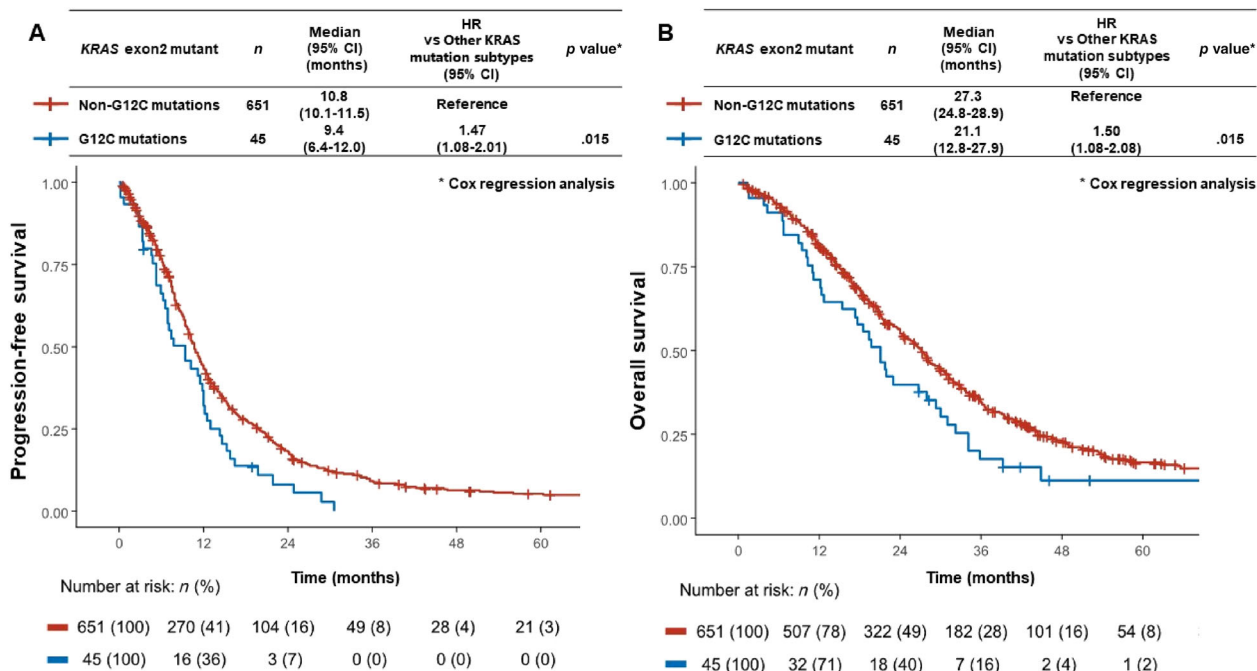 A
KRAS exon2 mutant n Median (95% CI) (months) HR vs Other KRAS mutation subtypes (95% CI) p value*
Non-G12C mutations 651 10.8 (10.1-11.5) Reference
G12C mutations 45 9.4 (6.4-12.0) 1.47 (1.08-2.01) .015
* Cox regression analysis
Progression-free survival
1.00
0.75
0.50
0.25
0.00
0 12 24 36 48 60
Time (months)
Number at risk: n (%)
651 (100) 270 (41) 104 (16) 49 (8) 28 (4) 21 (3)
45 (100) 16 (36) 3 (7) 0 (0) 0 (0) 0 (0)
B
KRAS exon2 mutant n Median (95% CI) (months) HR vs Other KRAS mutation subtypes (95% CI) p value*
Non-G12C mutations 651 27.3 (24.8-28.9) Reference
G12C mutations 45 21.1 (12.8-27.9) 1.50 (1.08-2.08) .015
* Cox regression analysis
Overall survival
1.00
0.75
0.50
0.25
0.00
0 12 24 36 48 60
Time (months)
Number at risk: n (%)
651 (100) 507 (78) 322 (49) 182 (28) 101 (16) 54 (8)
45 (100) 32 (71) 18 (40) 7 (16) 2 (4) 1 (2)